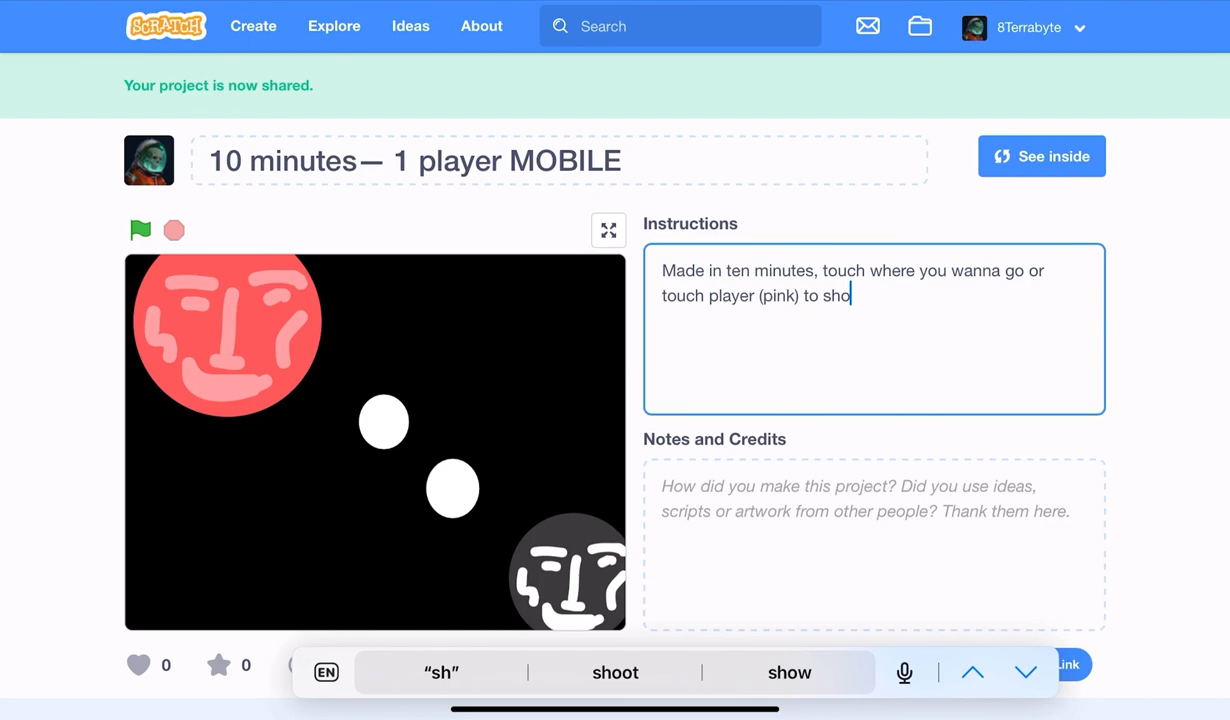 SCRATCH
Create
Explore
Ideas
About
Search
8Terrabyte
Your project is now shared.
10 minutes— 1 player MOBILE
See inside
Instructions
Made in ten minutes, touch where you wanna go or
touch player (pink) to sho
Notes and Credits
How did you make this project? Did you use ideas,
scripts or artwork from other people? Thank them here.
0
0
Link
EN
“sh”
shoot
show